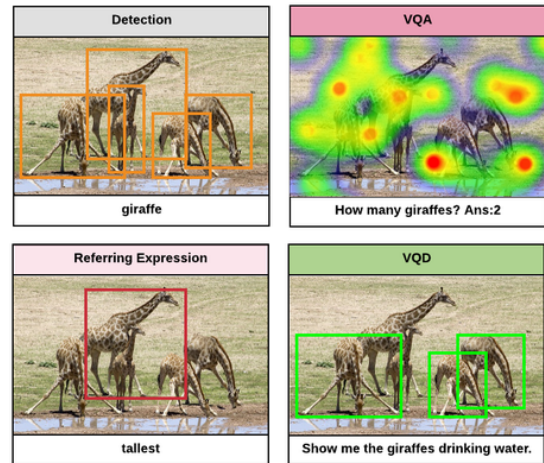 Detection
VQA
giraffe
How many giraffes? Ans:2
Referring Expression
VQD
tallest
Show me the giraffes drinking water.